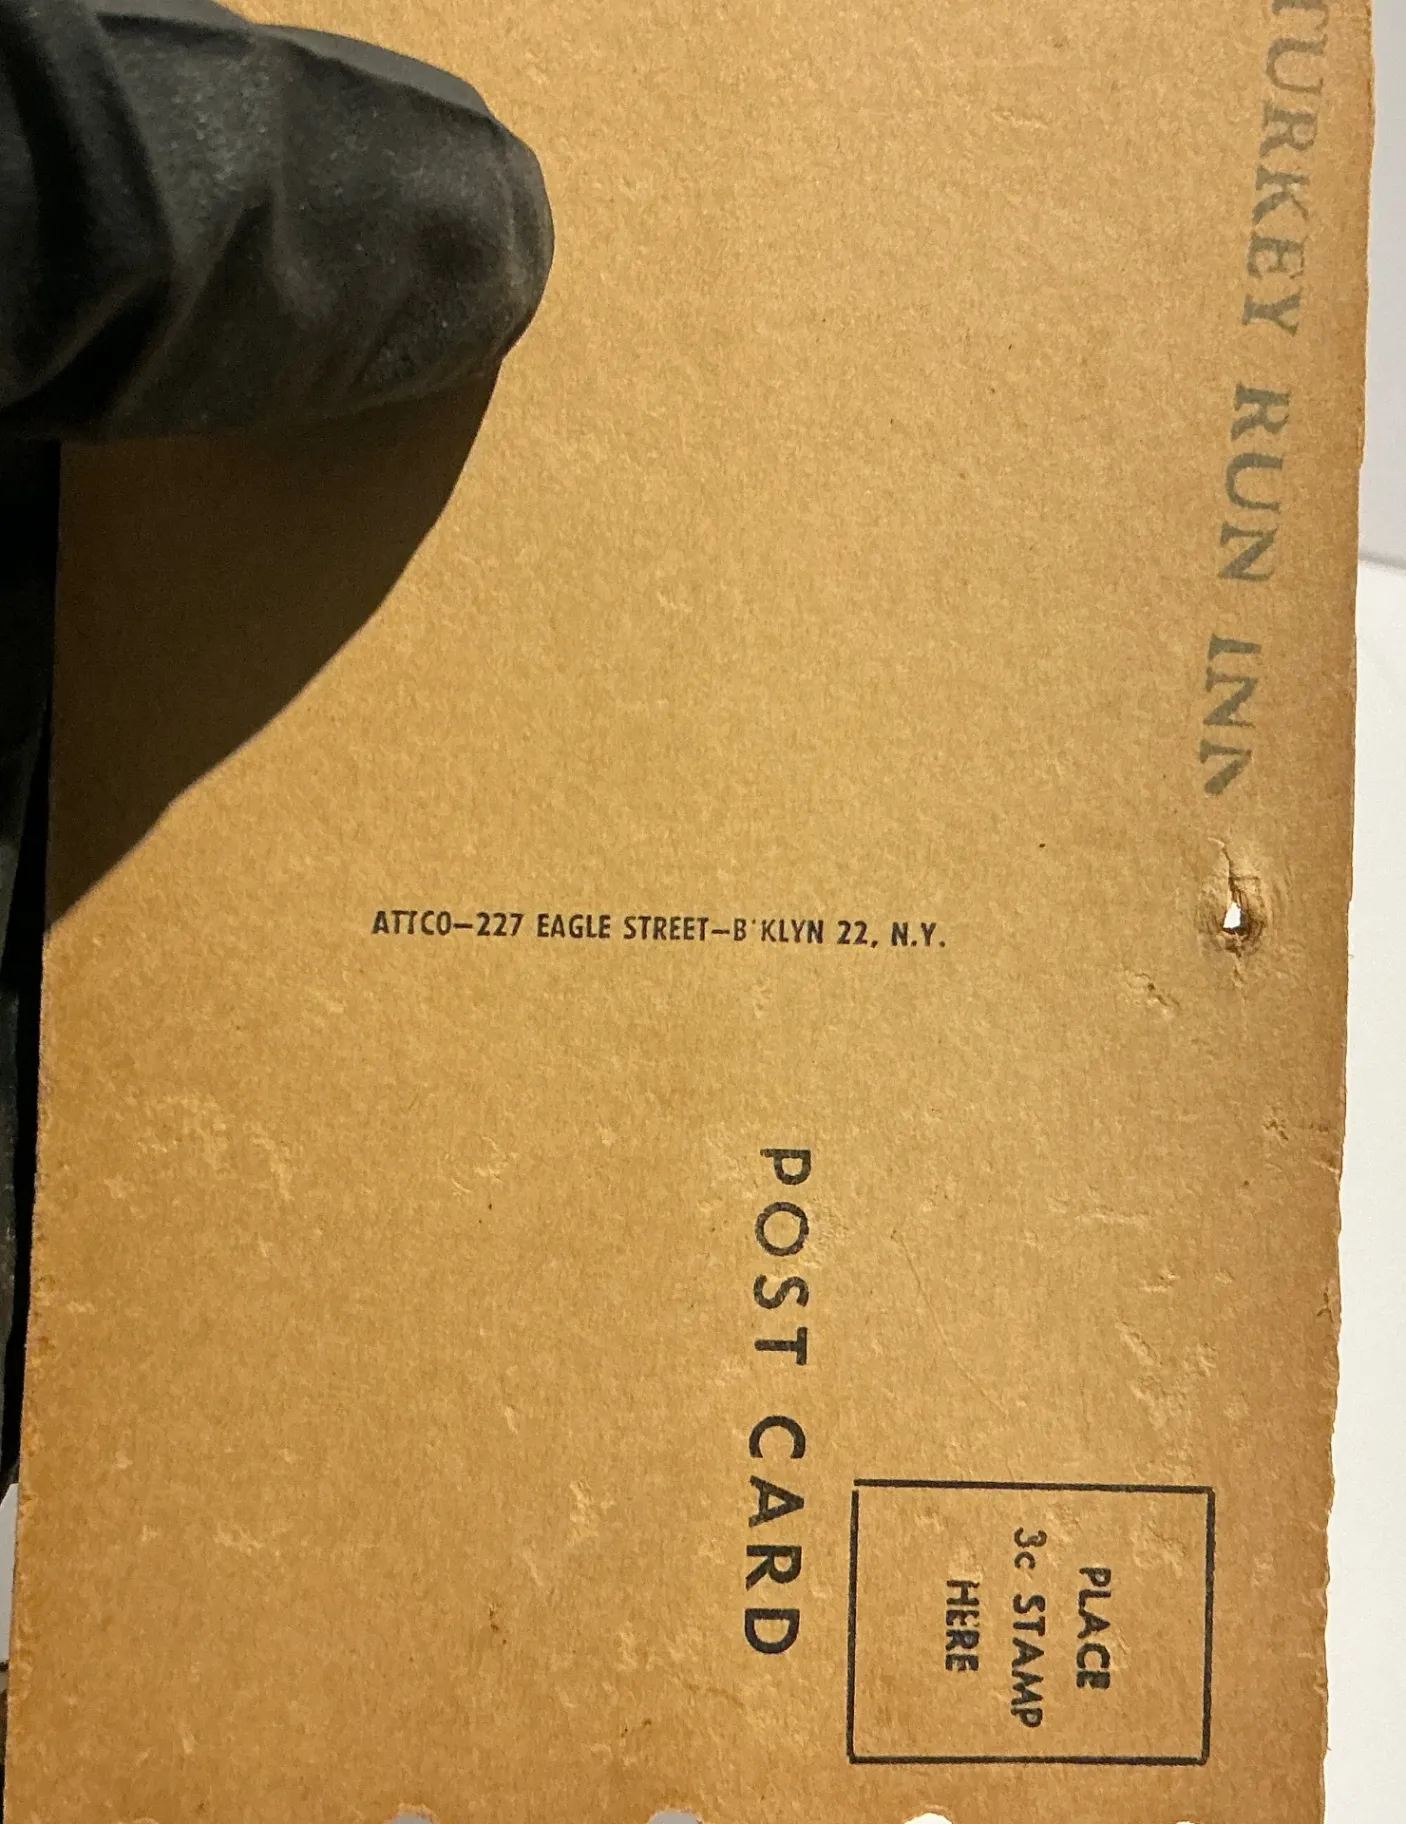 TURKEY RUN INN
ATTCO–227 EAGLE STREET–B'KLYN 22, N.Y.
POST CARD
PLACE
3c STAMP
HERE